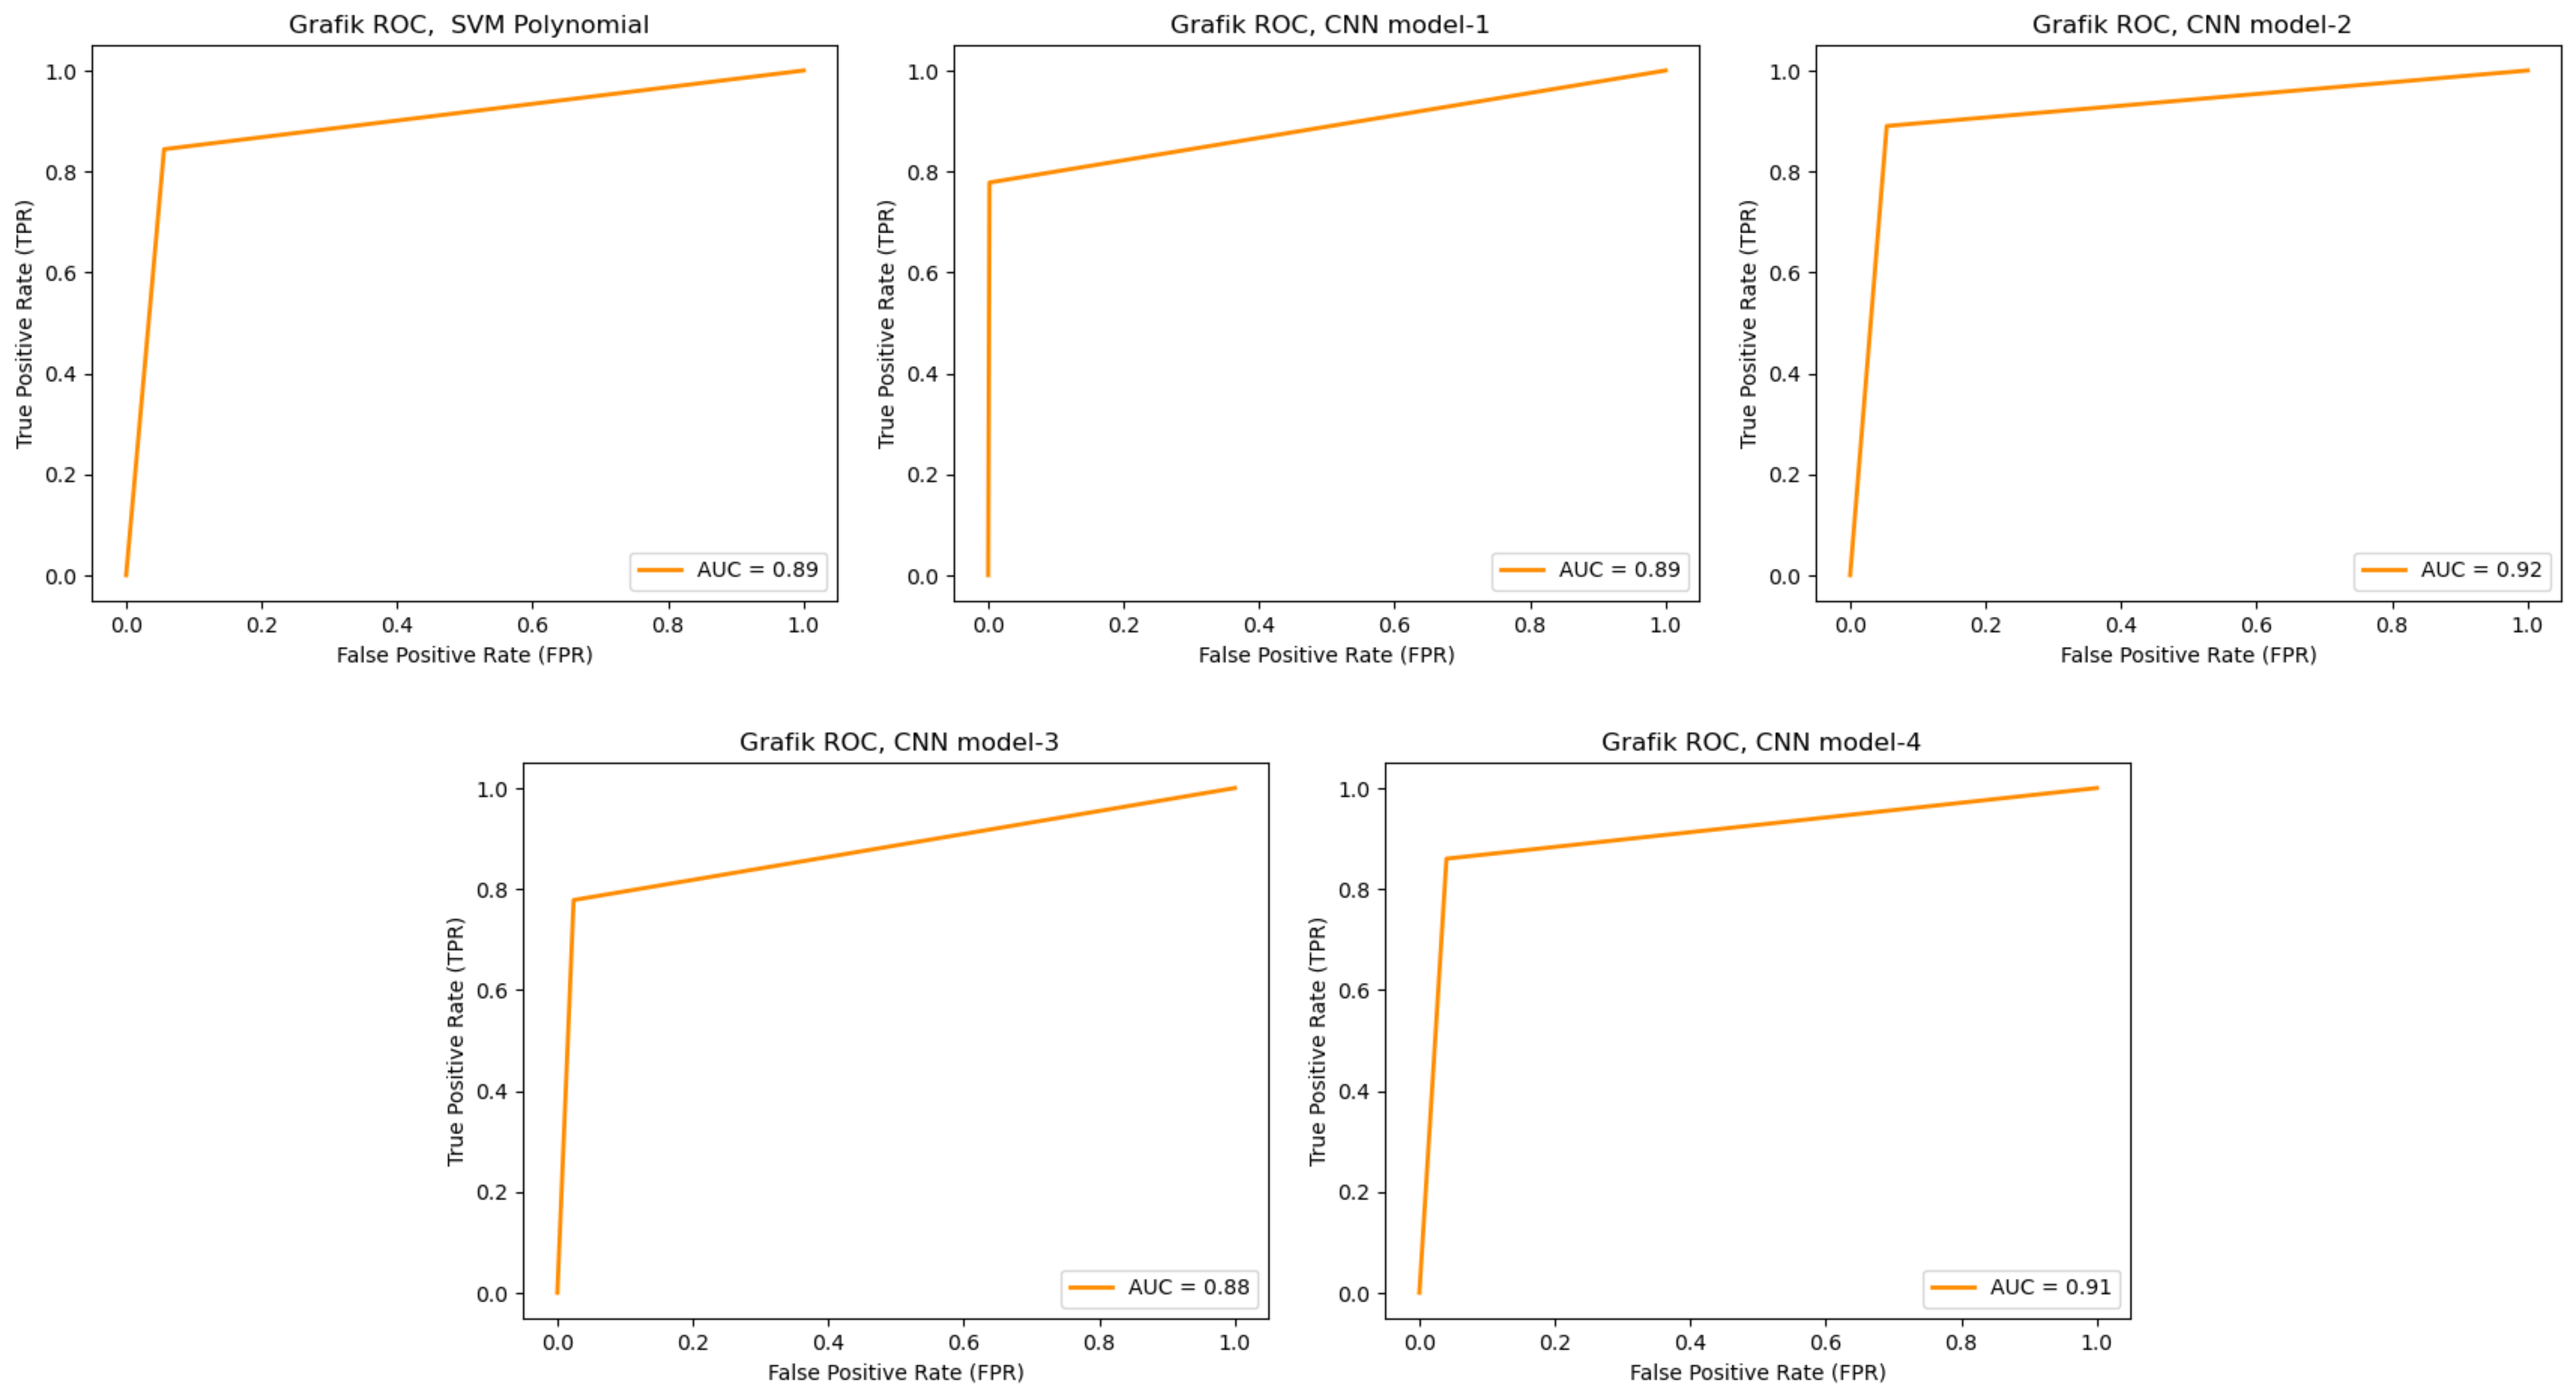 Grafik ROC,  SVM Polynomial
True Positive Rate (TPR)
1.0
0.8
0.6
0.4
0.2
0.0
AUC = 0.89
0.0 0.2 0.4 0.6 0.8 1.0
False Positive Rate (FPR)
Grafik ROC, CNN model-1
True Positive Rate (TPR)
1.0
0.8
0.6
0.4
0.2
0.0
AUC = 0.89
0.0 0.2 0.4 0.6 0.8 1.0
False Positive Rate (FPR)
Grafik ROC, CNN model-2
True Positive Rate (TPR)
1.0
0.8
0.6
0.4
0.2
0.0
AUC = 0.92
0.0 0.2 0.4 0.6 0.8 1.0
False Positive Rate (FPR)
Grafik ROC, CNN model-3
True Positive Rate (TPR)
1.0
0.8
0.6
0.4
0.2
0.0
AUC = 0.88
0.0 0.2 0.4 0.6 0.8 1.0
False Positive Rate (FPR)
Grafik ROC, CNN model-4
True Positive Rate (TPR)
1.0
0.8
0.6
0.4
0.2
0.0
AUC = 0.91
0.0 0.2 0.4 0.6 0.8 1.0
False Positive Rate (FPR)